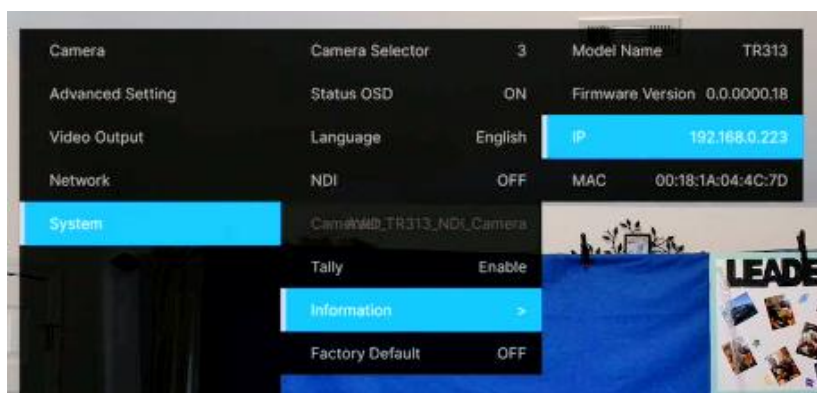 Camera
Advanced Setting
Video Output
Network
System
Camera Selector 3
Status OSD ON
Language English
NDI OFF
TR313_NDI_Camera
Tally Enable
Information >
Factory Default OFF
Model Name TR313
Firmware Version 0.0.0000.18
IP 192.168.0.223
MAC 00:18:1A:04:4C:7D
LEADE